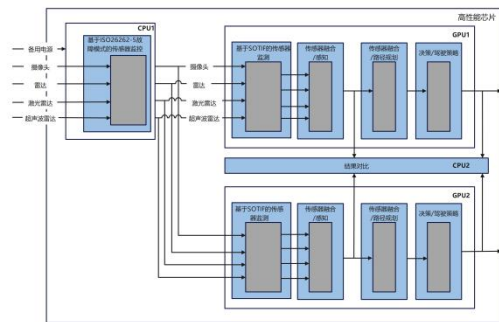 高性能芯片
CPU1
基于ISO26262-5故
障模式的传感器监控
备用电源
摄像头
雷达
激光雷达
超声波雷达
摄像头
雷达
激光雷达
超声波雷达
GPU1
基于SOTIF的传感器
监测
传感器融合
/感知
传感器融合
/路径规划
决策/驾驶策略
结果对比
CPU2
GPU2
基于SOTIF的传感
器监测
传感器融合
/感知
传感器融合
/路径规划
决策/驾驶策略